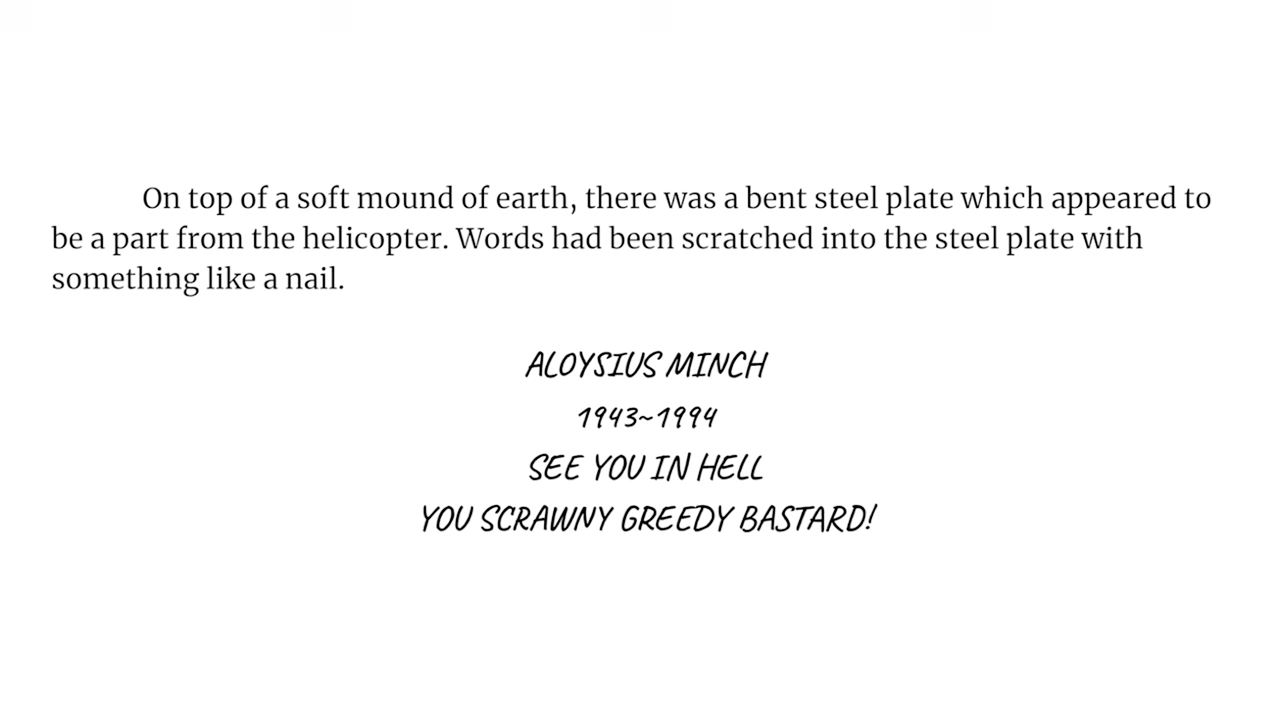 On top of a soft mound of earth, there was a bent steel plate which appeared to
be a part from the helicopter. Words had been scratched into the steel plate with
something like a nail.
ALOYSIUS MINCH
1943~1994
SEE YOU IN HELL
YOU SCRAWNY GREEDY BASTARD!